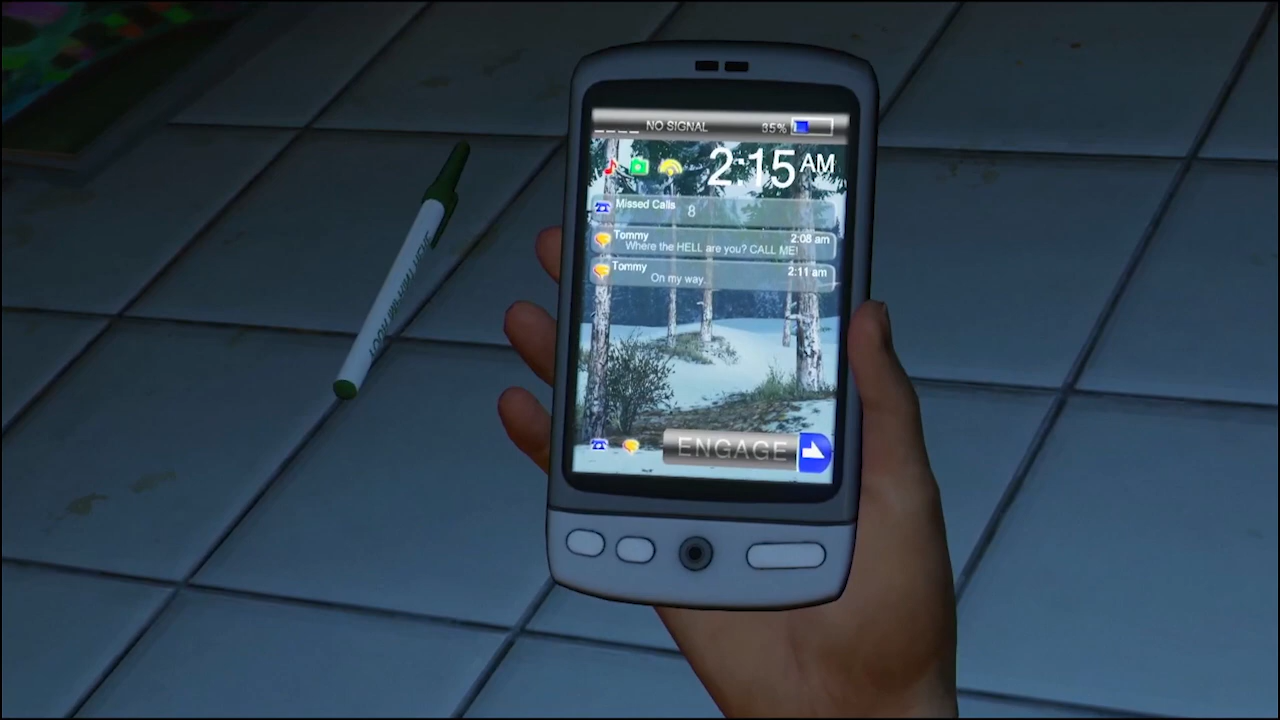 NO SIGNAL 35%
2:15 AM
Missed Calls 8
Tommy 2:08 am
Where the HELL are you? CALL ME!
Tommy 2:11 am
On my way.
ENGAGE